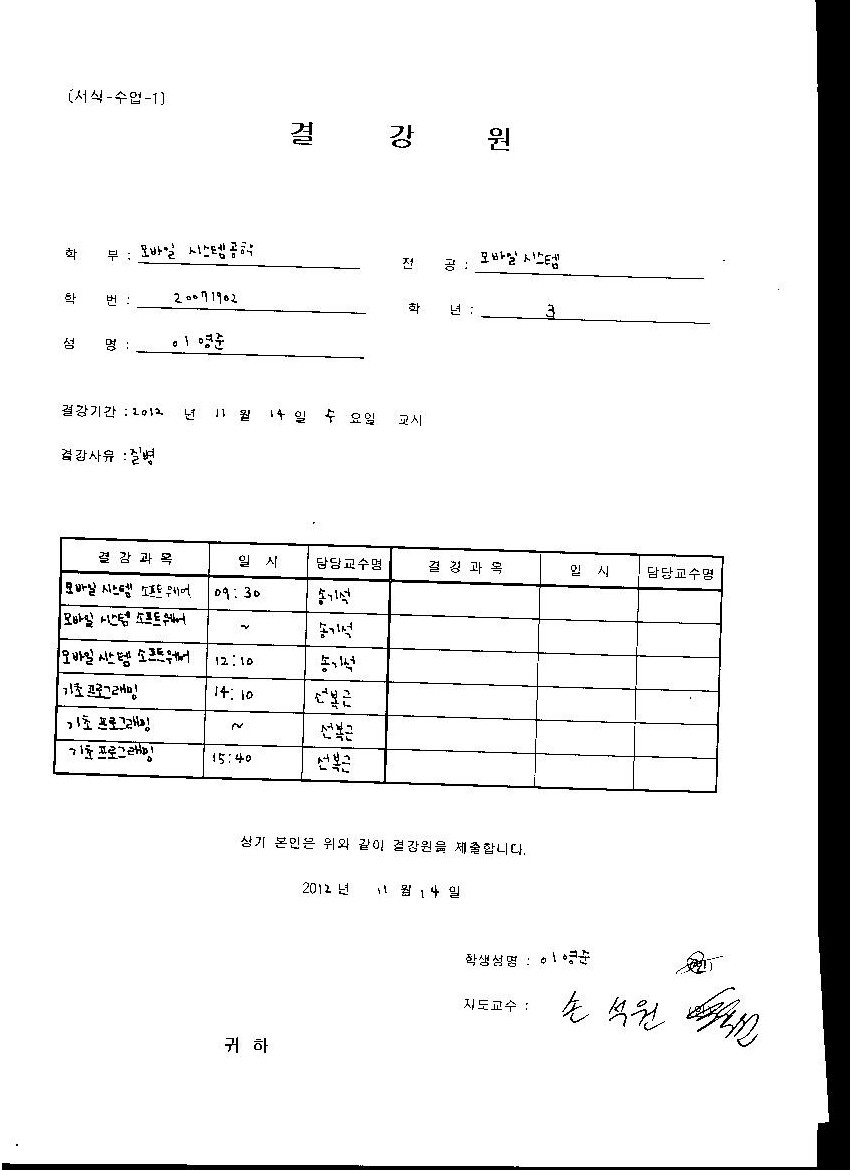 (서식-수업-1)
결 강 원
학 부 : 모바일 시스템공학 전 공 : 모바일 시스템
학 번 : 20071902 학 년 : 3
성 명 : 이영준
결강기간 : 2012 년 11 월 14 일 수 요일 교시
결강사유 : 질병
결 강 과 목 일 시 담당교수명 결 경 과 목 일 시 담당교수명
모바일 시스템 소프트웨어 09:30 송기석
모바일 시스템 소프트웨어 ~ 송기석
모바일 시스템 소프트웨어 12:10 송기석
기초프로그래밍 14:10 선복근
기초 프로그래밍 ~ 선복근
기초 프로그래밍 15:40 선복근
상기 본인은 위와 같이 결강원을 제출합니다.
2012 년 11 월 14 일
학생성명 : 이영준
지도교수 : 손석원
귀 하